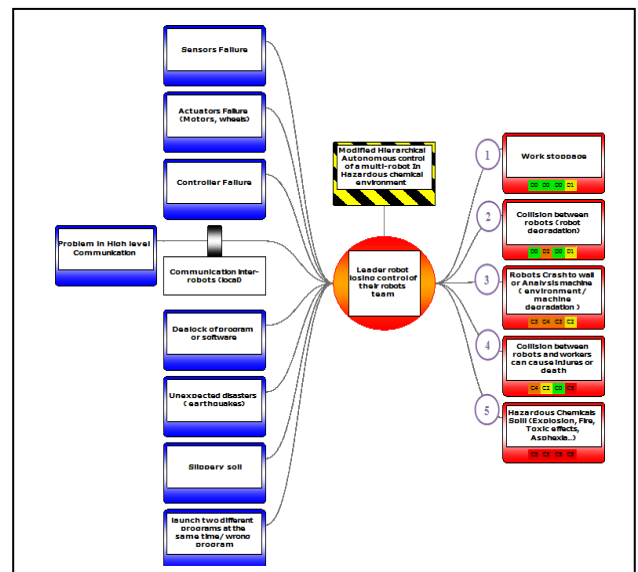 Sensors Failure
Actuators Failure
(Motors, wheels)
Controller Failure
Problem in High level
Communication
Communication inter-
robots (local)
Dealock of program
or software
Unexpected disasters
(earthquakes)
Slippery soil
launch two different
programs at the
same time/ wrong
program
Modified Hierarchical
Autonomous control
of a multi-robot In
Hazardous chemical
environment
Leader robot
losing control of
their robots
team
1
Work stoppage
D0 D0 D0 D1
2
Collision between
robots (robot
degradation)
3
Robots Crash to wall
or Analysis machine
( environment /
machine
degradation )
4
Collision between
robots and workers
can cause injures or
death
5
Hazardous Chemicals
Spill (Explosion, Fire,
Toxic effects,
Asphexia..)